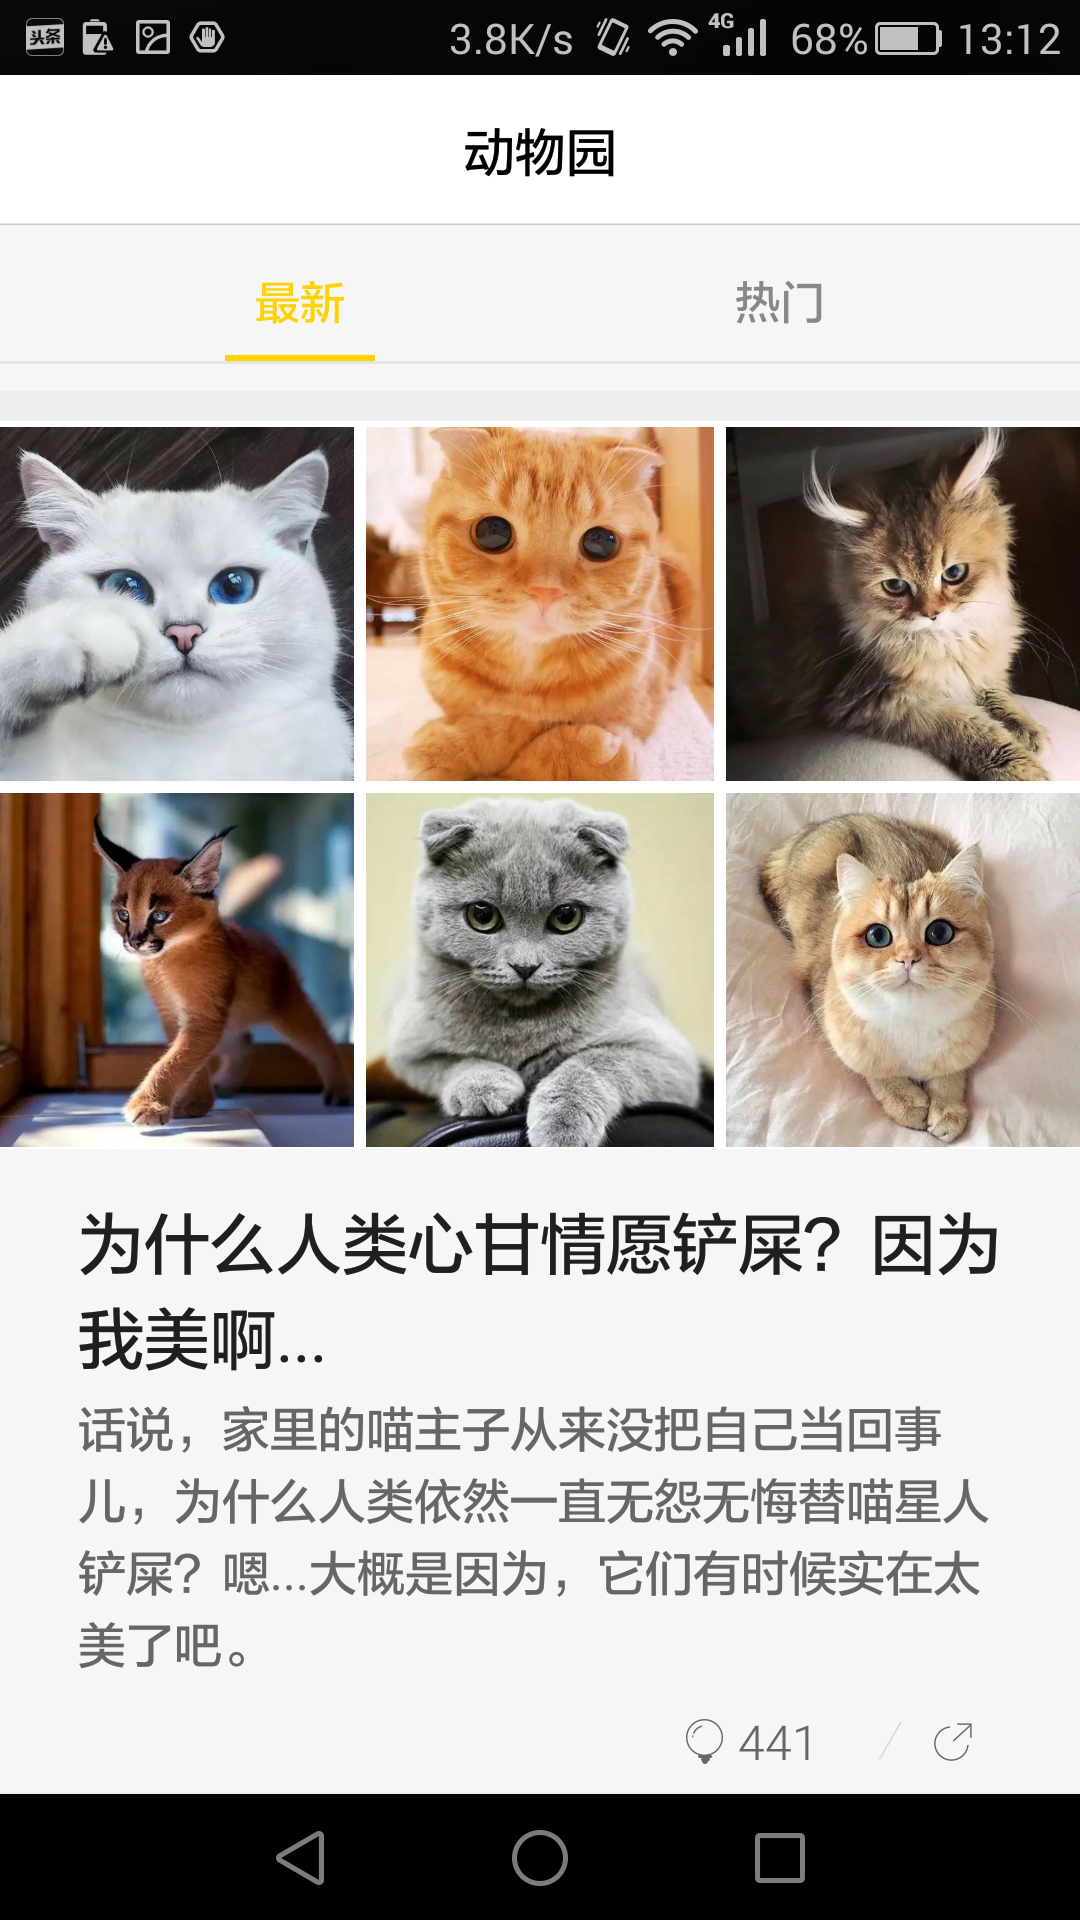 头条 3.8K/s 4G 68% 13:12
动物园
最新 热门
为什么人类心甘情愿铲屎？因为
我美啊...
话说，家里的喵主子从来没把自己当回事
儿，为什么人类依然一直无怨无悔替喵星人
铲屎？嗯...大概是因为，它们有时候实在太
美了吧。
441